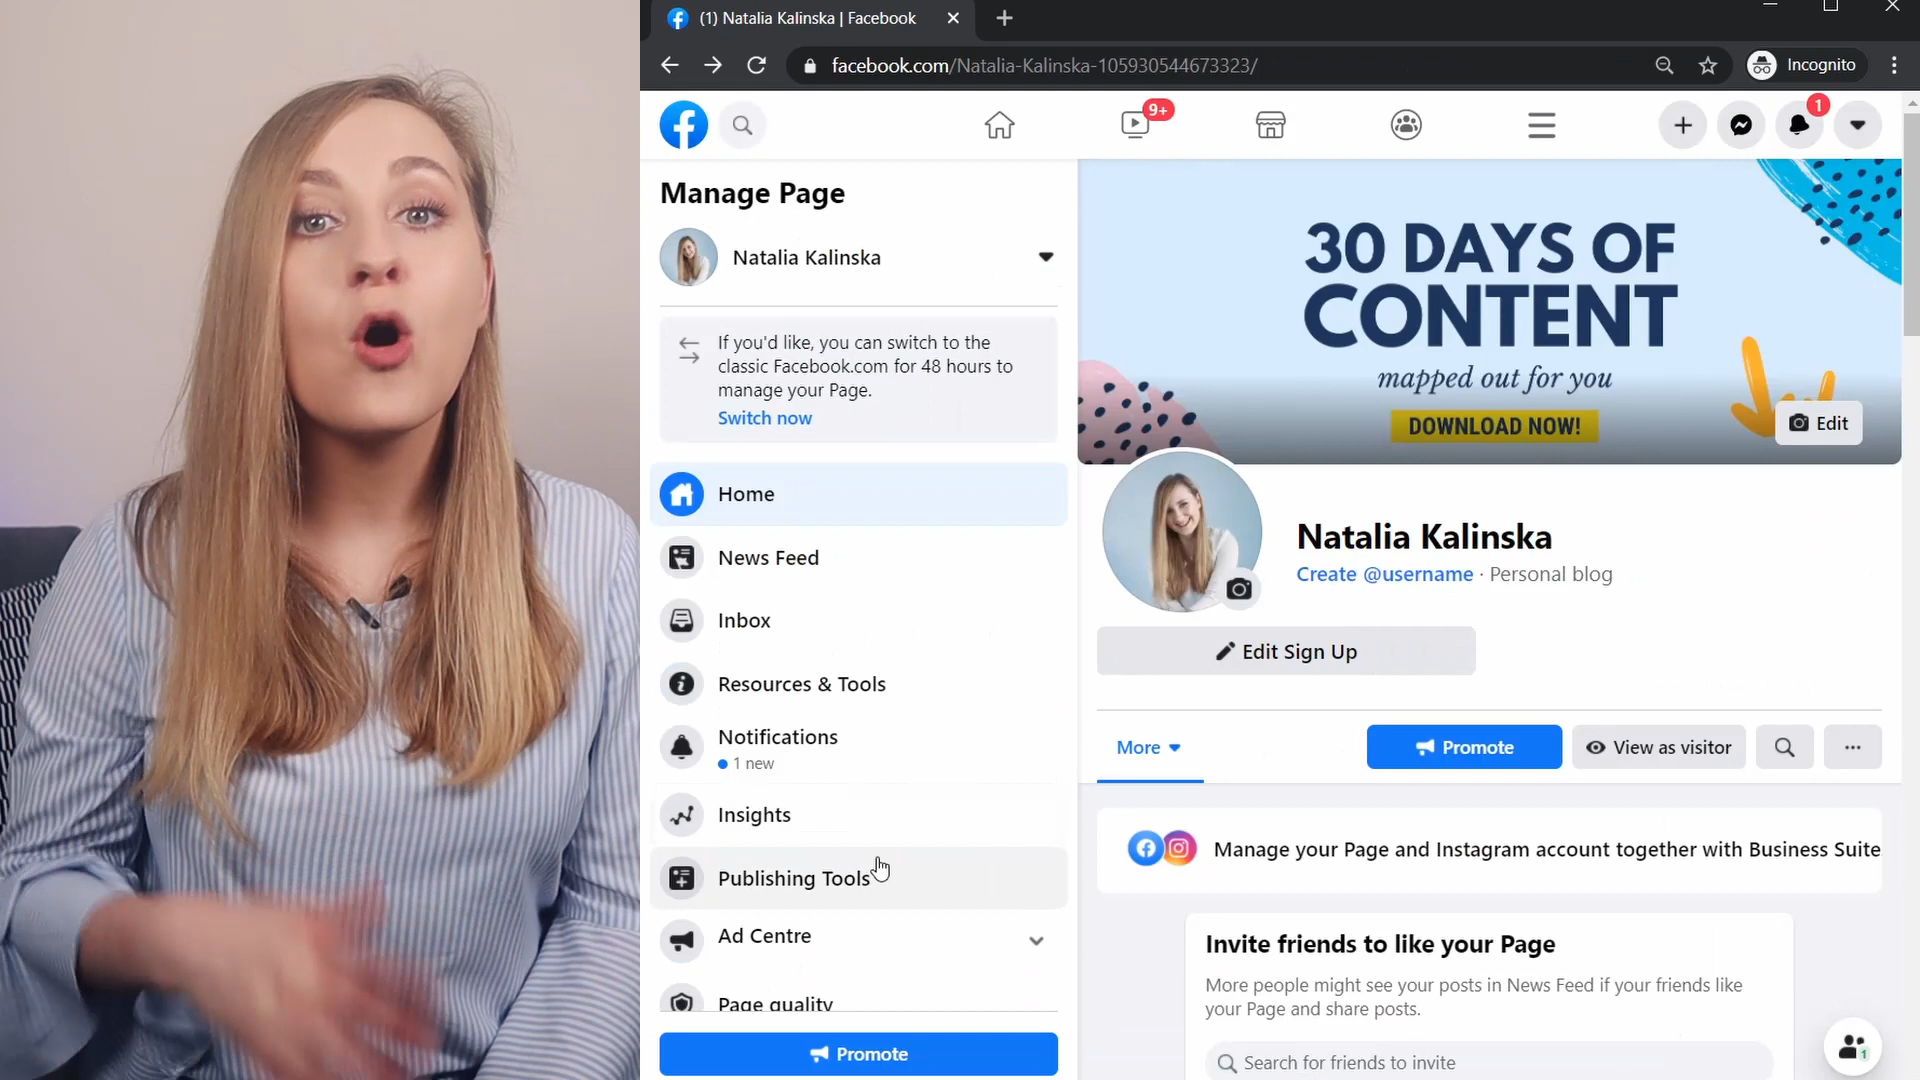 (1) Natalia Kalinska | Facebook
facebook.com/Natalia-Kalinska-105930544673323/
Incognito
9+
1
Manage Page
Natalia Kalinska
If you'd like, you can switch to the
classic Facebook.com for 48 hours to
manage your Page.
Switch now
Home
News Feed
Inbox
Resources & Tools
Notifications
1 new
Insights
Publishing Tools
Ad Centre
Page quality
Promote
30 DAYS OF
CONTENT
mapped out for you
DOWNLOAD NOW!
Edit
Natalia Kalinska
Create @username · Personal blog
Edit Sign Up
More
Promote
View as visitor
Manage your Page and Instagram account together with Business Suite
Invite friends to like your Page
More people might see your posts in News Feed if your friends like
your Page and share posts.
Search for friends to invite
1